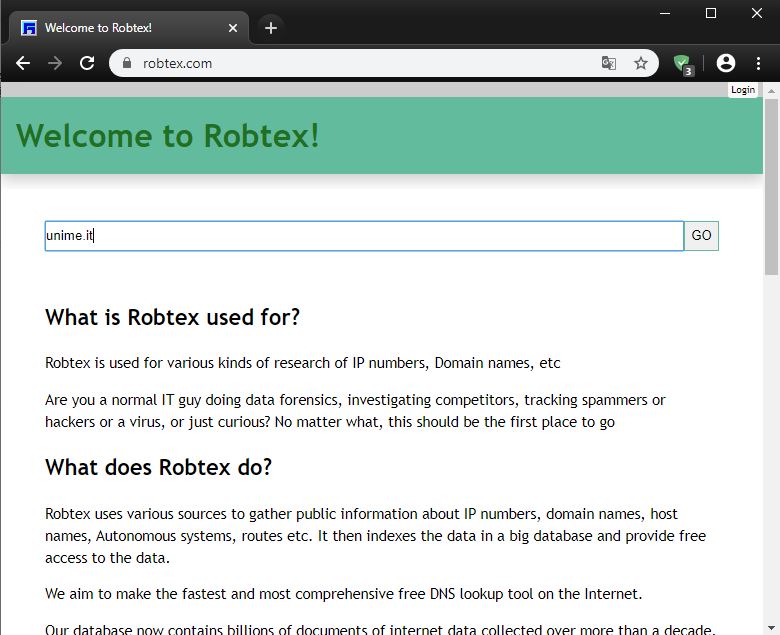 Welcome to Robtex!
robtex.com
3
Login
Welcome to Robtex!
unime.it
GO
What is Robtex used for?
Robtex is used for various kinds of research of IP numbers, Domain names, etc
Are you a normal IT guy doing data forensics, investigating competitors, tracking spammers or
hackers or a virus, or just curious? No matter what, this should be the first place to go
What does Robtex do?
Robtex uses various sources to gather public information about IP numbers, domain names, host
names, Autonomous systems, routes etc. It then indexes the data in a big database and provide free
access to the data.
We aim to make the fastest and most comprehensive free DNS lookup tool on the Internet.
Our database now contains billions of documents of internet data collected over more than a decade.